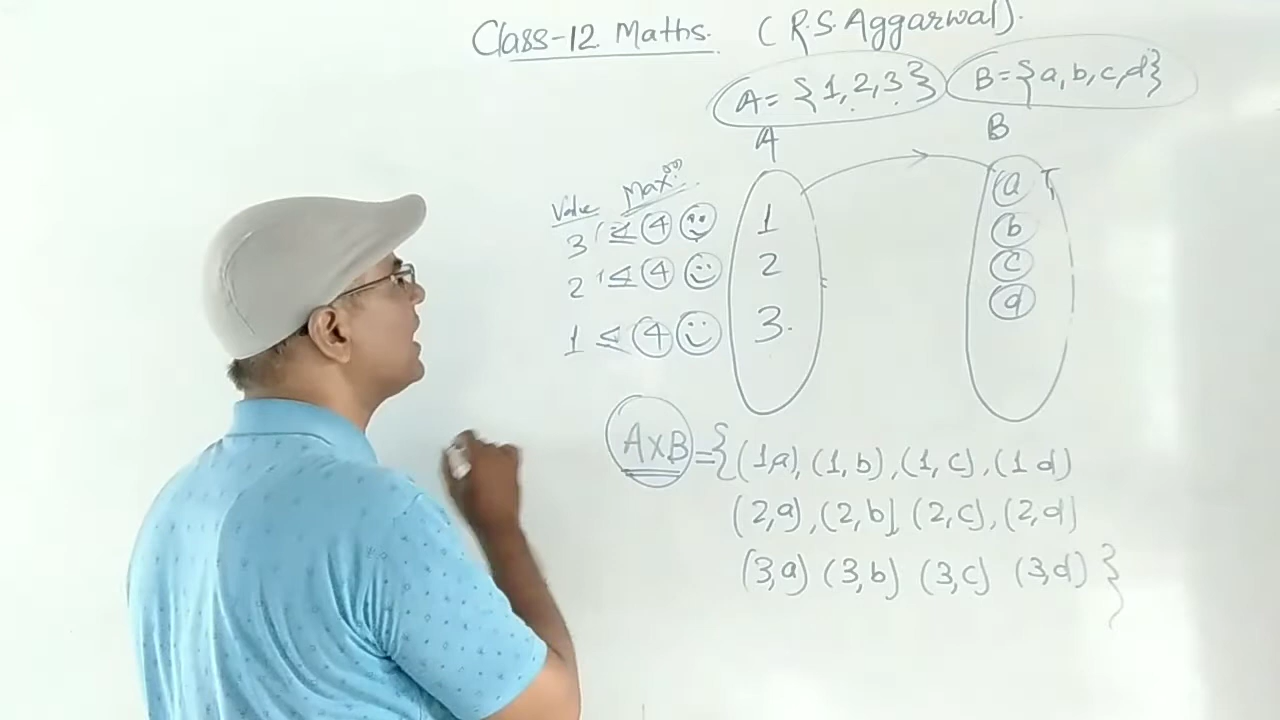 Class-12 Maths. (R.S. Aggarwal).
A = {1, 2, 3} B = {a, b, c, d}
A B
Value Max
3 ≤ 4 1 a
2 ≤ 4 2 b
c
1 ≤ 4 3. d
A×B = {(1,a), (1, b), (1, c), (1 d)
(2,a), (2, b), (2, c), (2, d)
(3,a) (3, b) (3, c) (3,d) }